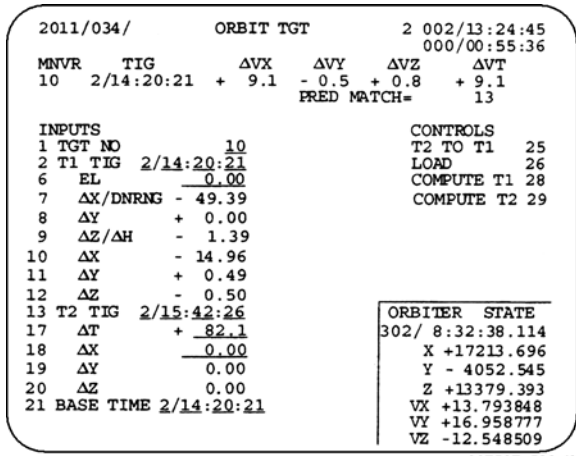 2011/034/ ORBIT TGT 2 002/13:24:45
000/00:55:36
MNVR TIG ΔVX ΔVY ΔVZ ΔVT
10 2/14:20:21 + 9.1 - 0.5 + 0.8 + 9.1
PRED MATCH= 13
INPUTS
1 TGT NO 10
2 T1 TIG 2/14:20:21
6 EL 0.00
7 ΔX/DNRNG - 49.39
8 ΔY + 0.00
9 ΔZ/ΔH - 1.39
10 ΔX - 14.96
11 ΔY + 0.49
12 ΔZ - 0.50
13 T2 TIG 2/15:42:26
17 ΔT + 82.1
18 ΔX 0.00
19 ΔY 0.00
20 ΔZ 0.00
21 BASE TIME 2/14:20:21
CONTROLS
T2 TO T1 25
LOAD 26
COMPUTE T1 28
COMPUTE T2 29
ORBITER STATE
302/ 8:32:38.114
X +17213.696
Y - 4052.545
Z +13379.393
VX +13.793848
VY +16.958777
VZ -12.548509